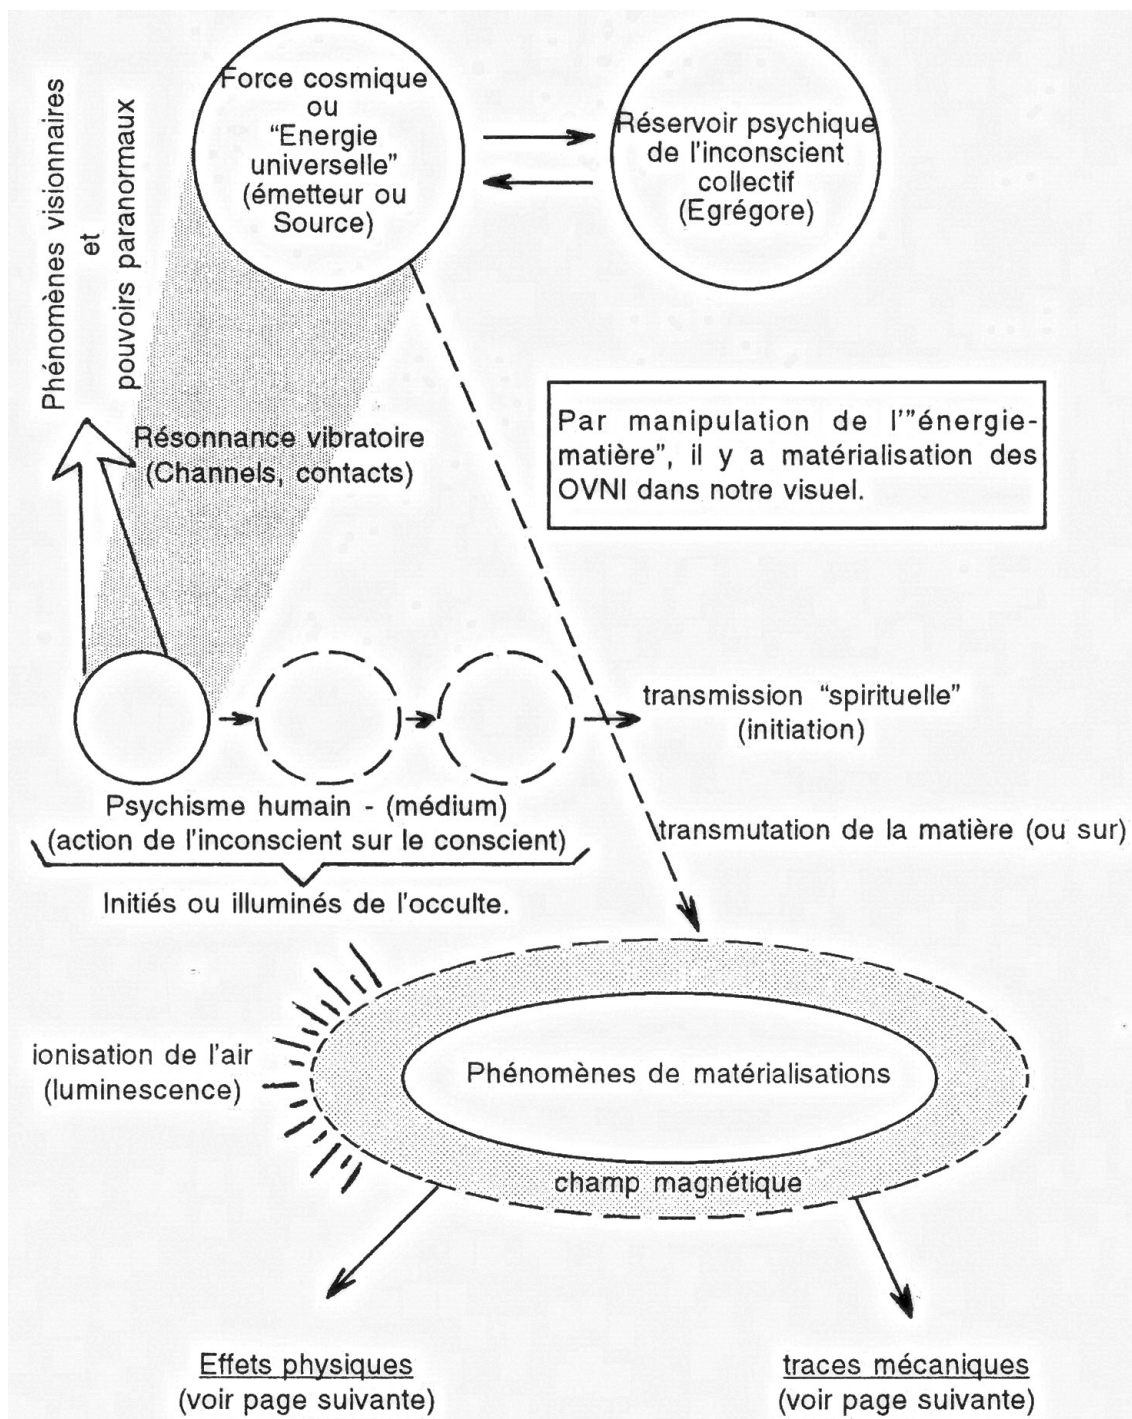 Phénomènes visionnaires
et
pouvoirs paranormaux
Force cosmique
ou
“Energie
universelle”
(émetteur ou
Source)
Réservoir psychique
de l'inconscient
collectif
(Egrégore)
Résonnance vibratoire
(Channels, contacts)
Par manipulation de l'”énergie-
matière”, il y a matérialisation des
OVNI dans notre visuel.
transmission “spirituelle”
(initiation)
Psychisme humain - (médium)
(action de l'inconscient sur le conscient)
Initiés ou illuminés de l'occulte.
transmutation de la matière (ou sur)
ionisation de l'air
(luminescence)
Phénomènes de matérialisations
champ magnétique
Effets physiques
(voir page suivante)
traces mécaniques
(voir page suivante)